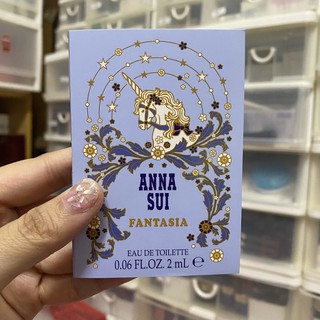 ANNA
SUI
FANTASIA
EAU DE TOILETTE
0.06 FL.OZ. 2 mL ℮